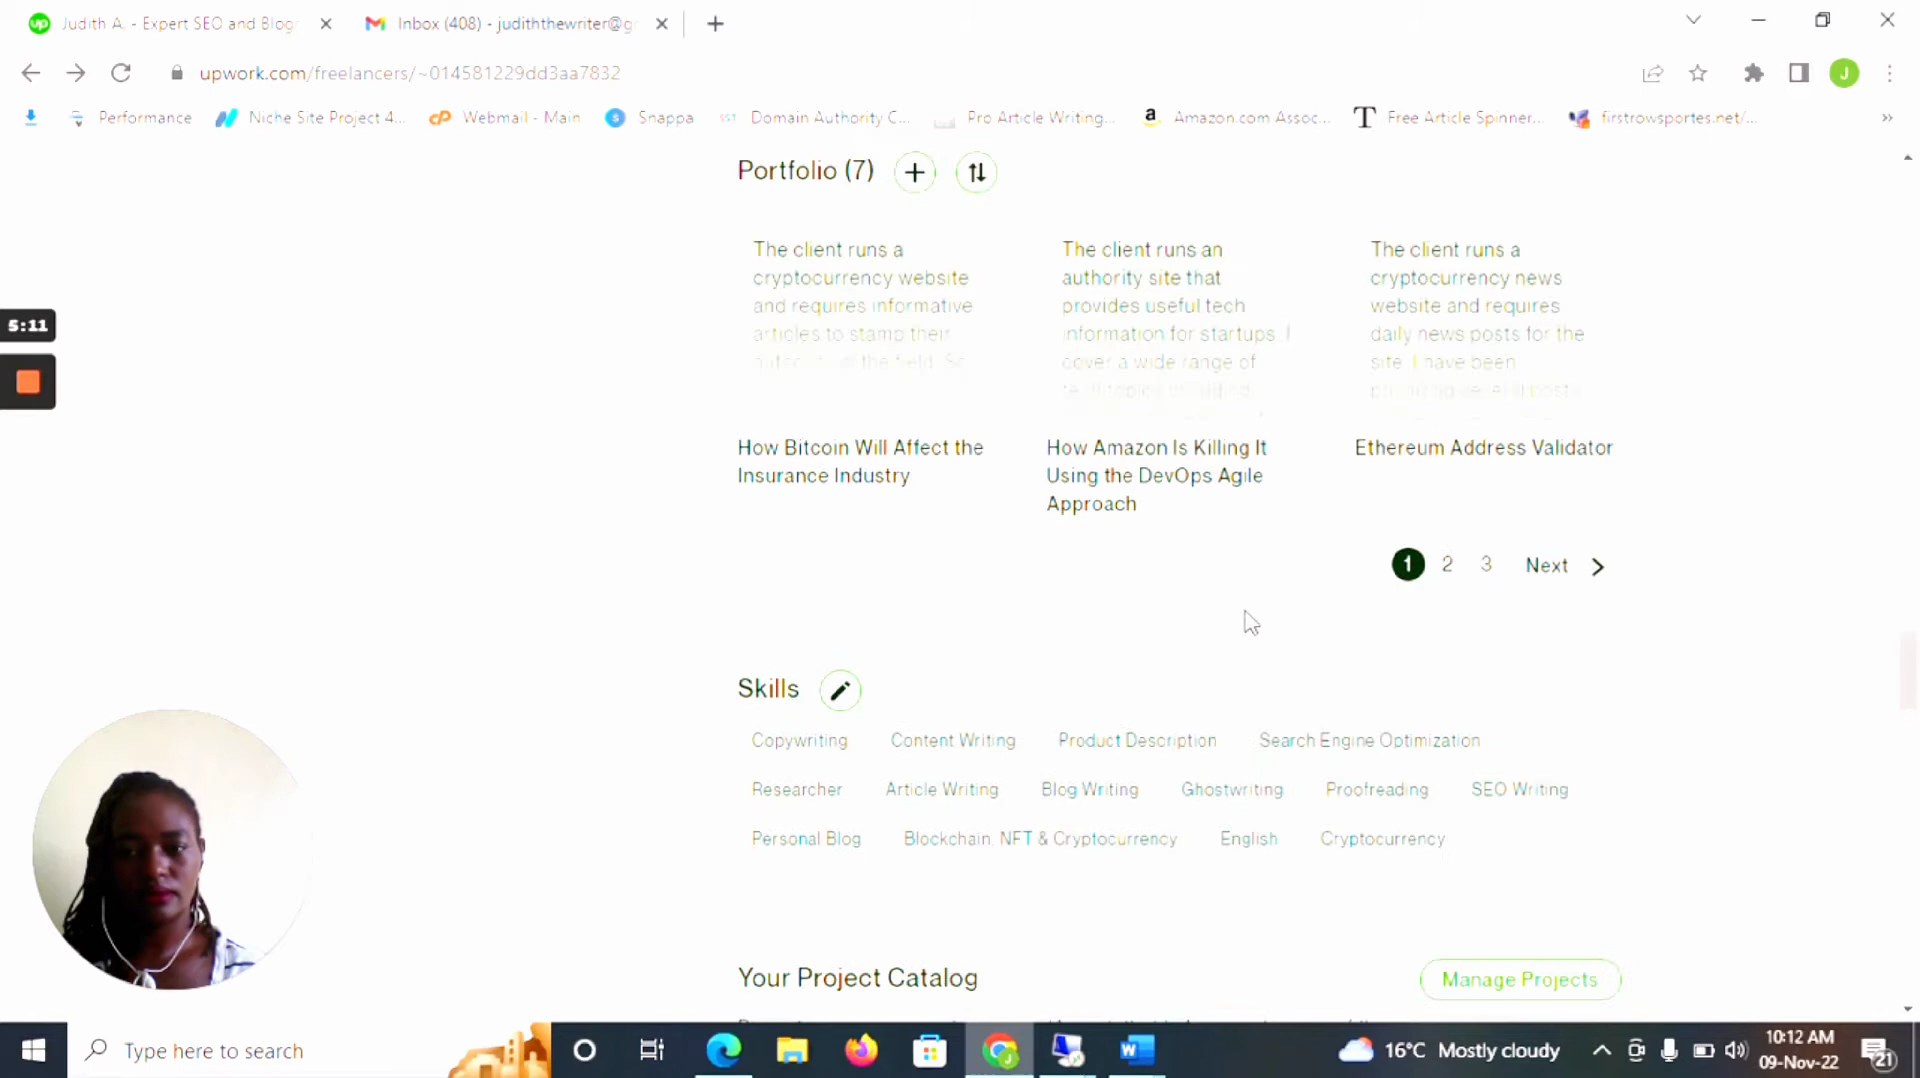 Judith A. - Expert SEO and Blog
Inbox (408) - judiththewriter@g
upwork.com/freelancers/~014581229dd3aa7832
J
Performance
Niche Site Project 4...
Webmail - Main
Snappa
Domain Authority C...
Pro Article Writing...
Amazon.com Assoc...
Free Article Spinner...
firstrowsportes.net/...
Portfolio (7)
The client runs a
cryptocurrency website
and requires informative
articles to stamp their
The client runs an
authority site that
provides useful tech
information for startups. I
cover a wide range of
The client runs a
cryptocurrency news
website and requires
daily news posts for the
site. I have been
How Bitcoin Will Affect the
Insurance Industry
How Amazon Is Killing It
Using the DevOps Agile
Approach
Ethereum Address Validator
5:11
1 2 3 Next
Skills
Copywriting Content Writing Product Description Search Engine Optimization
Researcher Article Writing Blog Writing Ghostwriting Proofreading SEO Writing
Personal Blog Blockchain, NFT & Cryptocurrency English Cryptocurrency
Your Project Catalog
Manage Projects
Type here to search
16°C Mostly cloudy
10:12 AM
09-Nov-22
21